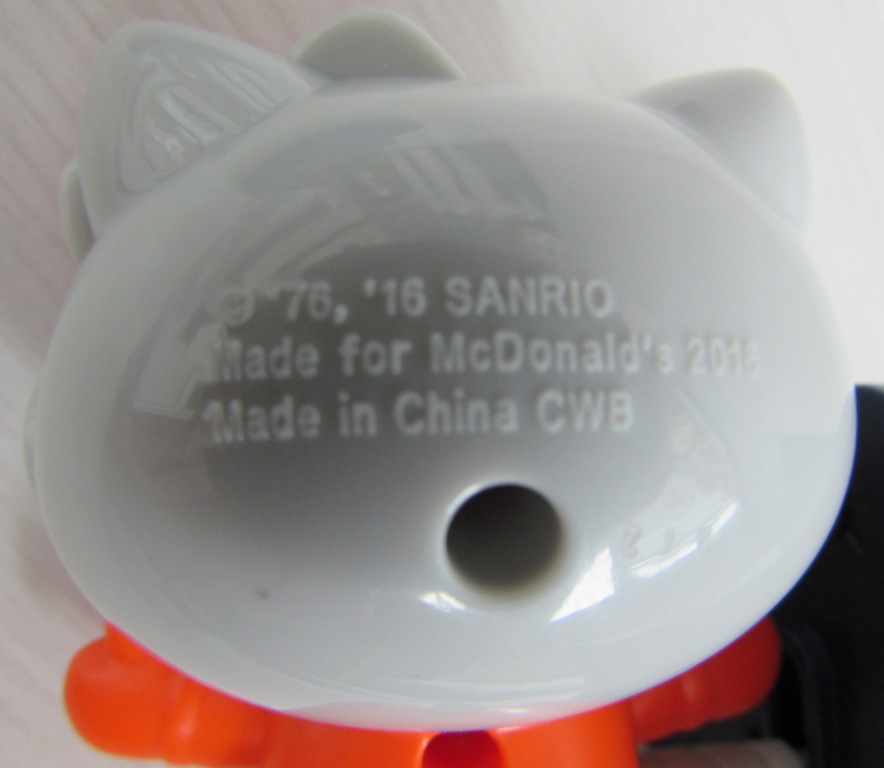 © '76, '16 SANRIO
Made for McDonald's 2016
Made in China CWB